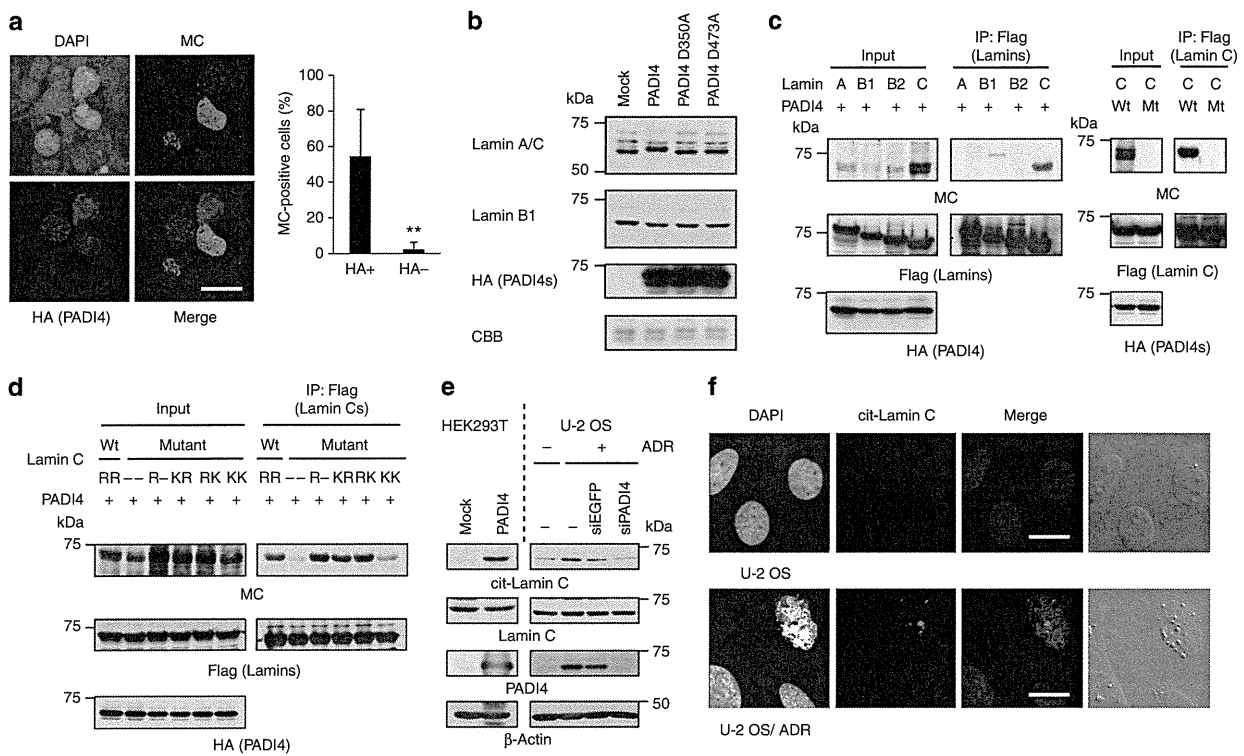 a
DAPI MC
HA (PADI4) Merge
MC-positive cells (%)
100
80
60
40
20
0
**
HA+ HA–
b
Mock PADI4 PADI4 D350A PADI4 D473A
kDa
75
Lamin A/C
50
75
Lamin B1
75
HA (PADI4s)
CBB
c
Input IP: Flag (Lamins) Input IP: Flag (Lamin C)
Lamin A B1 B2 C A B1 B2 C C C C C
PADI4 + + + + + + + + Wt Mt Wt Mt
kDa kDa
75 75
MC MC
75 75
Flag (Lamins) Flag (Lamin C)
75 75
HA (PADI4) HA (PADI4s)
d
Input IP: Flag (Lamin Cs)
Wt Mutant Wt Mutant
Lamin C
RR –– R– KR RK KK RR –– R– KR RK KK
PADI4 + + + + + + + + + + + +
kDa
75
MC
75
Flag (Lamins)
75
HA (PADI4)
e
HEK293T U-2 OS
– + ADR
Mock PADI4 – – siEGFP siPADI4 kDa
75
cit-Lamin C
75
Lamin C
75
PADI4
50
β-Actin
f
DAPI cit-Lamin C Merge
U-2 OS
U-2 OS/ ADR